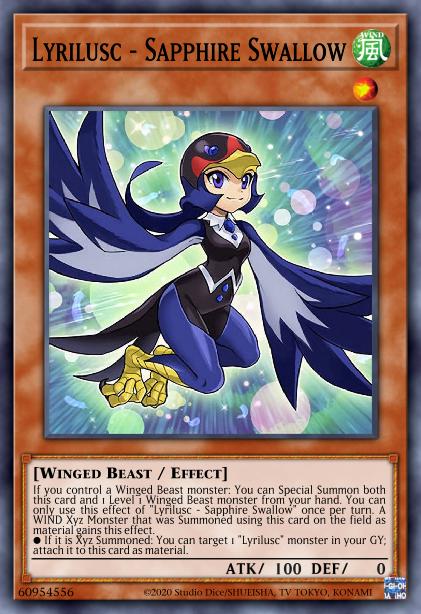 Lyrilusc - Sapphire Swallow
WIND
風
[Winged Beast / Effect]
If you control a Winged Beast monster: You can Special Summon both
this card and 1 Level 1 Winged Beast monster from your hand. You can
only use this effect of "Lyrilusc - Sapphire Swallow" once per turn. A
WIND Xyz Monster that was Summoned using this card on the field as
material gains this effect.
● If it is Xyz Summoned: You can target 1 "Lyrilusc" monster in your GY;
attach it to this card as material.
ATK/ 100 DEF/ 0
60954556
©2020 Studio Dice/SHUEISHA, TV TOKYO, KONAMI